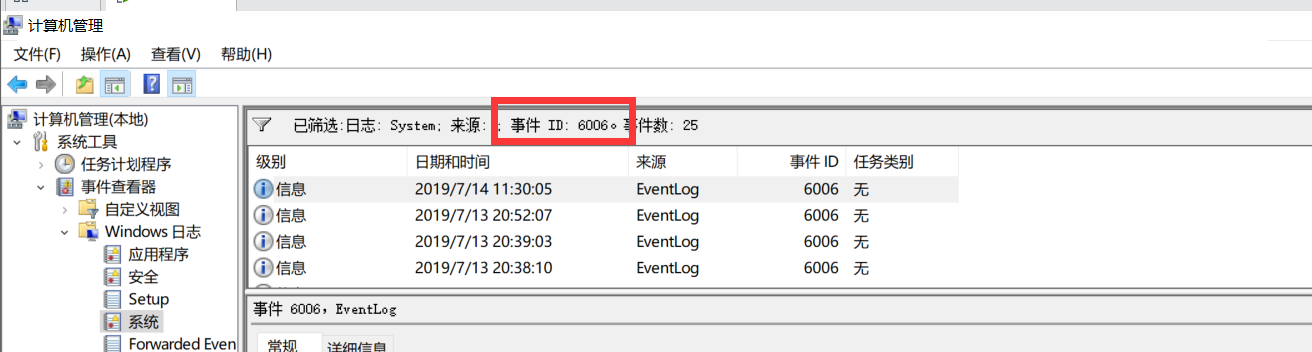 计算机管理
文件(F) 操作(A) 查看(V) 帮助(H)
计算机管理(本地)
系统工具
任务计划程序
事件查看器
自定义视图
Windows 日志
应用程序
安全
Setup
系统
Forwarded Even
已筛选:日志: System; 来源: ; 事件 ID: 6006。事件数: 25
级别 日期和时间 来源 事件 ID 任务类别
信息 2019/7/14 11:30:05 EventLog 6006 无
信息 2019/7/13 20:52:07 EventLog 6006 无
信息 2019/7/13 20:39:03 EventLog 6006 无
信息 2019/7/13 20:38:10 EventLog 6006 无
事件 6006，EventLog
常规 详细信息